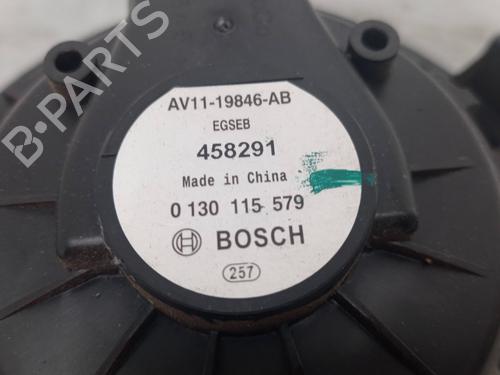 AV11-19846-AB
EGSEB
458291
Made in China
0 130 115 579
BOSCH
257
B-PARTS